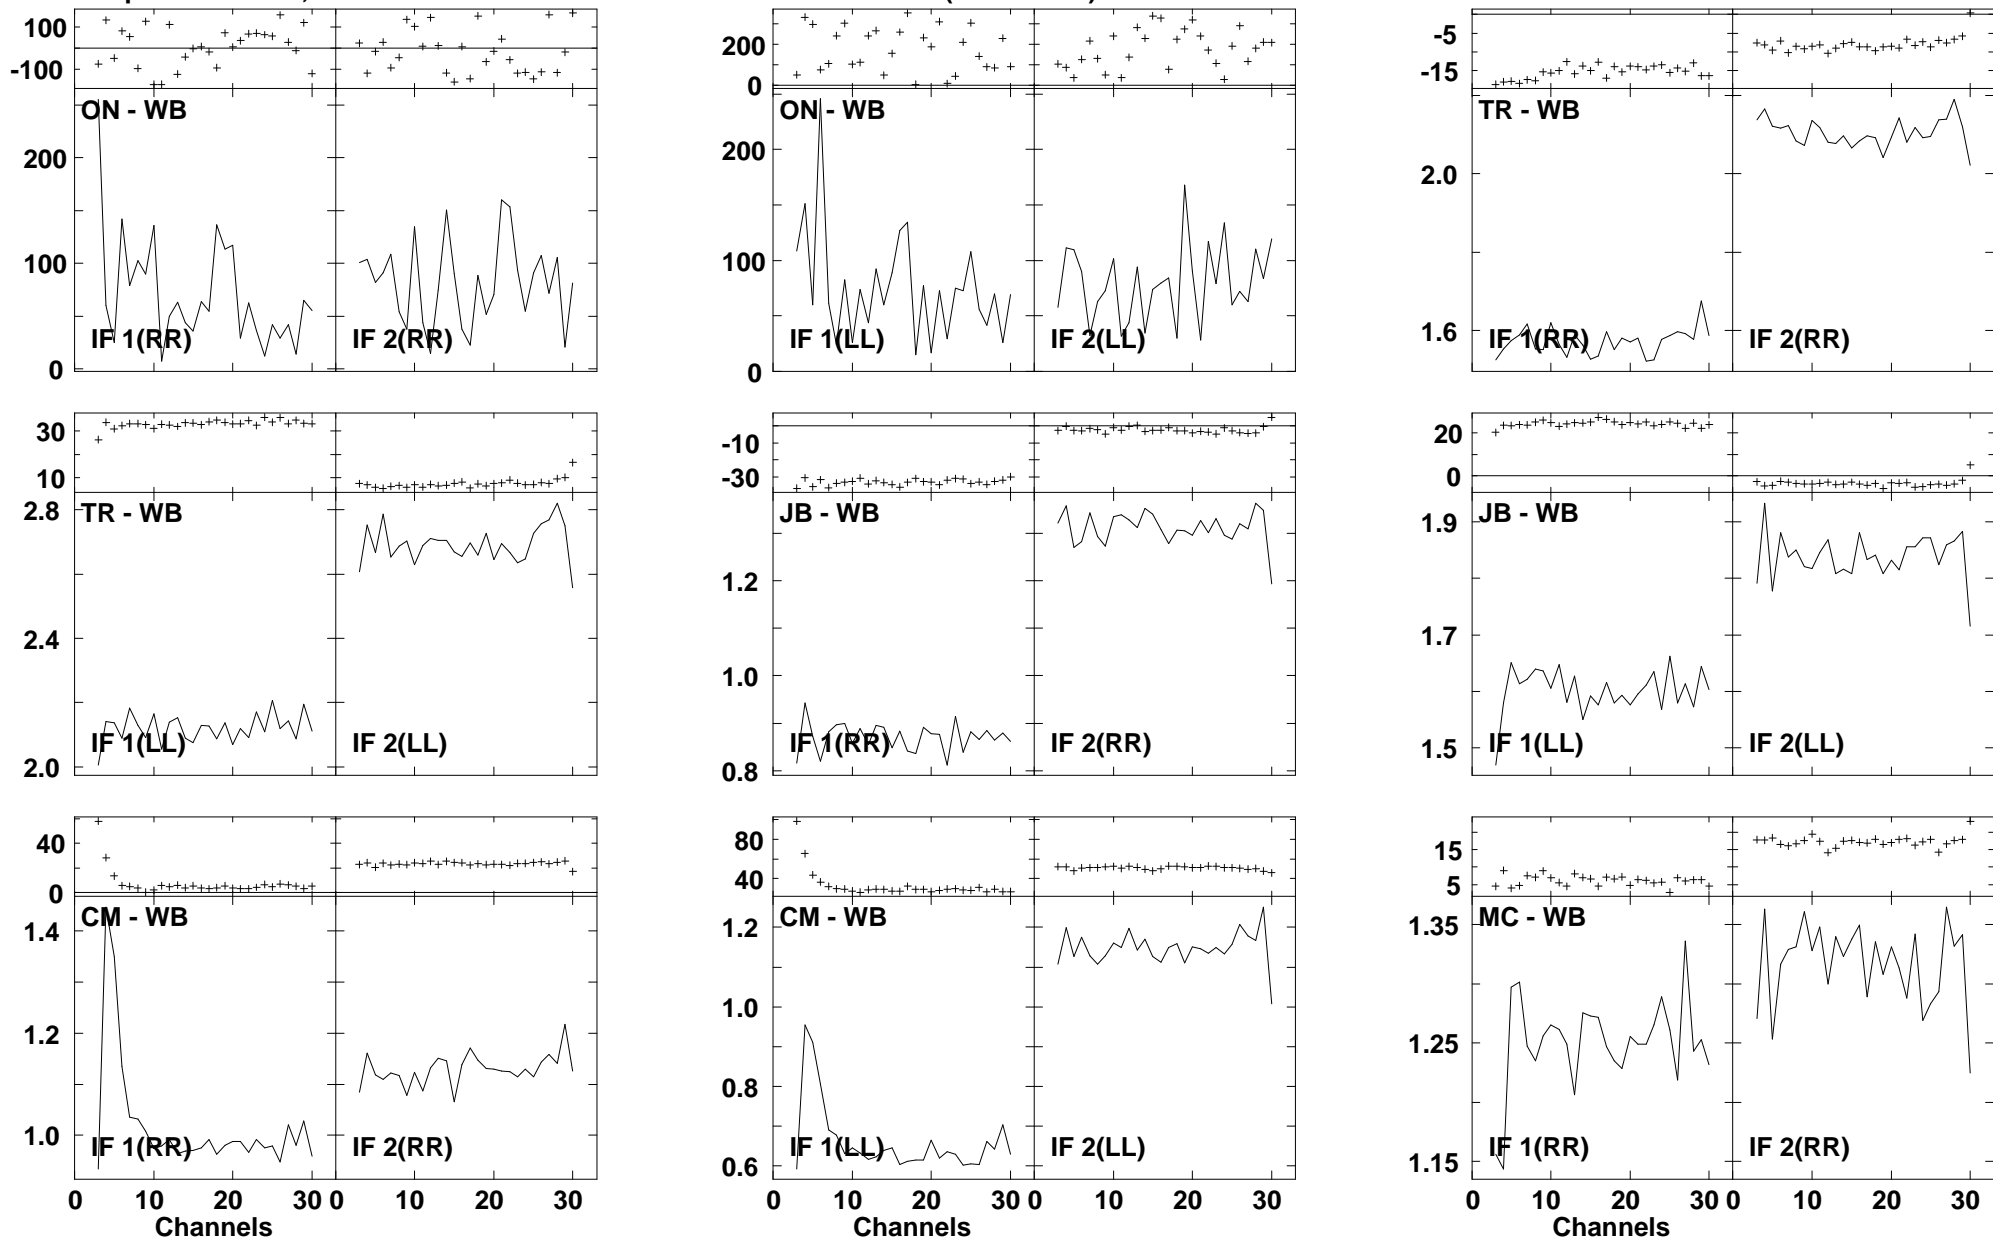 100 200 -5
-100 0 -15
ON - WB ON - WB TR - WB
200 200 2.0
100 100
IF 1(RR) IF 2(RR) IF 1(LL) IF 2(LL) 1.6 IF 1(RR) IF 2(RR)
0 0
30 -10 20
10 -30 0
TR - WB JB - WB JB - WB
2.8 1.2 1.9
2.4 1.0 1.7
IF 1(LL) IF 2(LL) IF 1(RR) IF 2(RR) 1.5 IF 1(LL) IF 2(LL)
2.0 0.8
40 80 15
0 40 5
CM - WB CM - WB MC - WB
1.4 1.2 1.35
1.2 1.0 1.25
0.8
1.0 IF 1(RR) IF 2(RR) 0.6 IF 1(LL) IF 2(LL) 1.15 IF 1(RR) IF 2(RR)
0 10 20 30 0 10 20 30 0 10 20 30 0 10 20 30 0 10 20 30 0 10 20 30
Channels Channels Channels